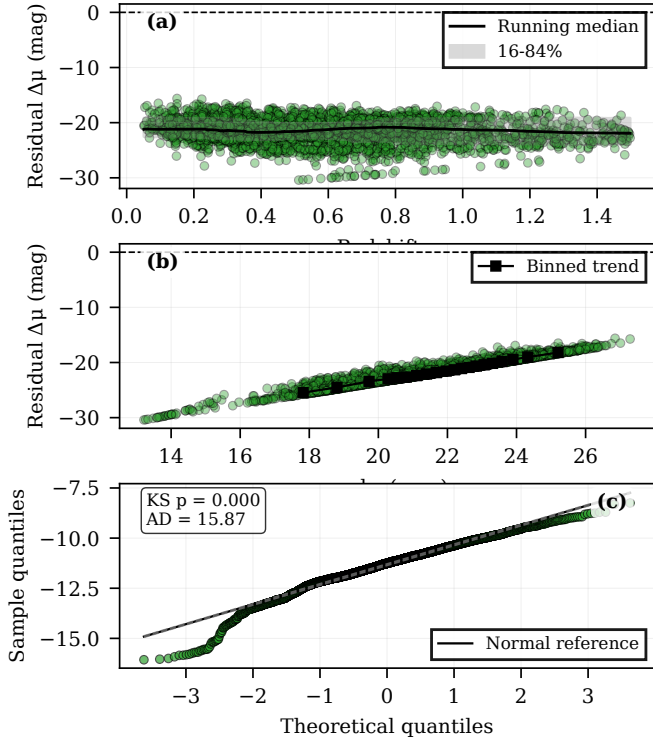 (a)
Running median
16-84%
Residual Δμ (mag)
0
−10
−20
−30
0.0 0.2 0.4 0.6 0.8 1.0 1.2 1.4
(b)
Binned trend
Residual Δμ (mag)
0
−10
−20
−30
14 16 18 20 22 24 26
(c)
KS p = 0.000
AD = 15.87
Normal reference
Sample quantiles
−7.5
−10.0
−12.5
−15.0
−3 −2 −1 0 1 2 3
Theoretical quantiles